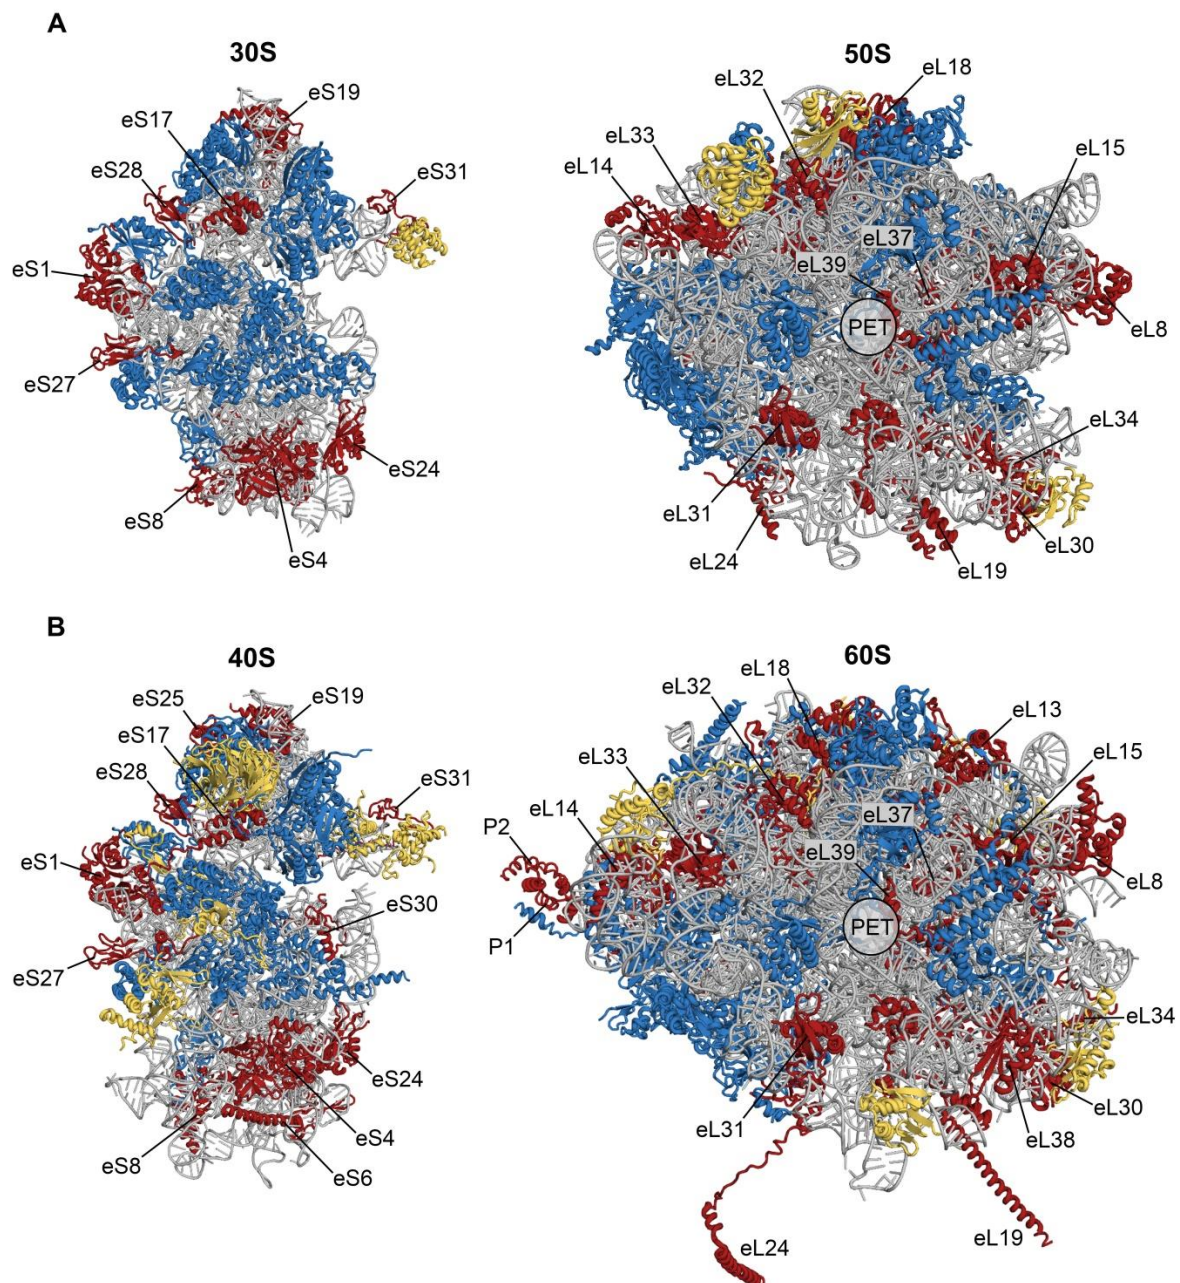 A
30S
50S
eS19
eS17
eS28
eS31
eS1
eS27
eS24
eS8
eS4
eL18
eL32
eL33
eL14
eL15
eL37
eL39
PET
eL8
eL34
eL31
eL30
eL24
eL19
B
40S
60S
eS25
eS19
eS17
eS28
eS31
eS1
eS30
eS27
eS24
eS4
eS8
eS6
eL18
eL32
eL13
eL33
eL15
eL14
eL37
P2
eL39
eL8
P1
PET
eL34
eL30
eL31
eL38
eL19
eL24